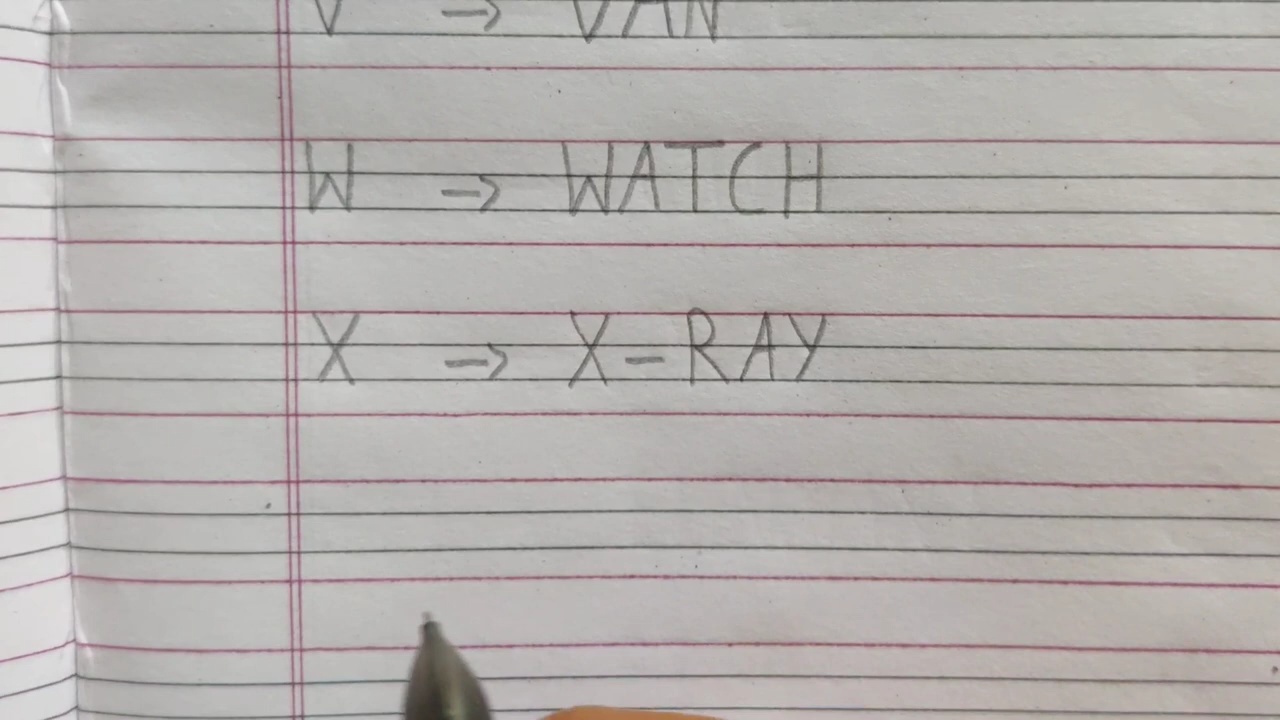 V → VAN
W → WATCH
X → X-RAY